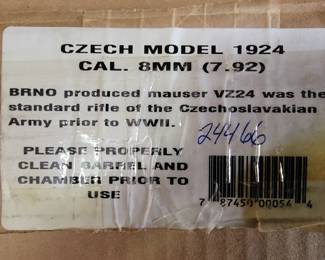 CZECH MODEL 1924
CAL. 8MM (7.92)
BRNO produced mauser VZ24 was the
standard rifle of the Czechoslavakian
Army prior to WWII.
24466
PLEASE PROPERLY
CLEAN BARREL AND
CHAMBER PRIOR TO
USE
7 87450 00054 4